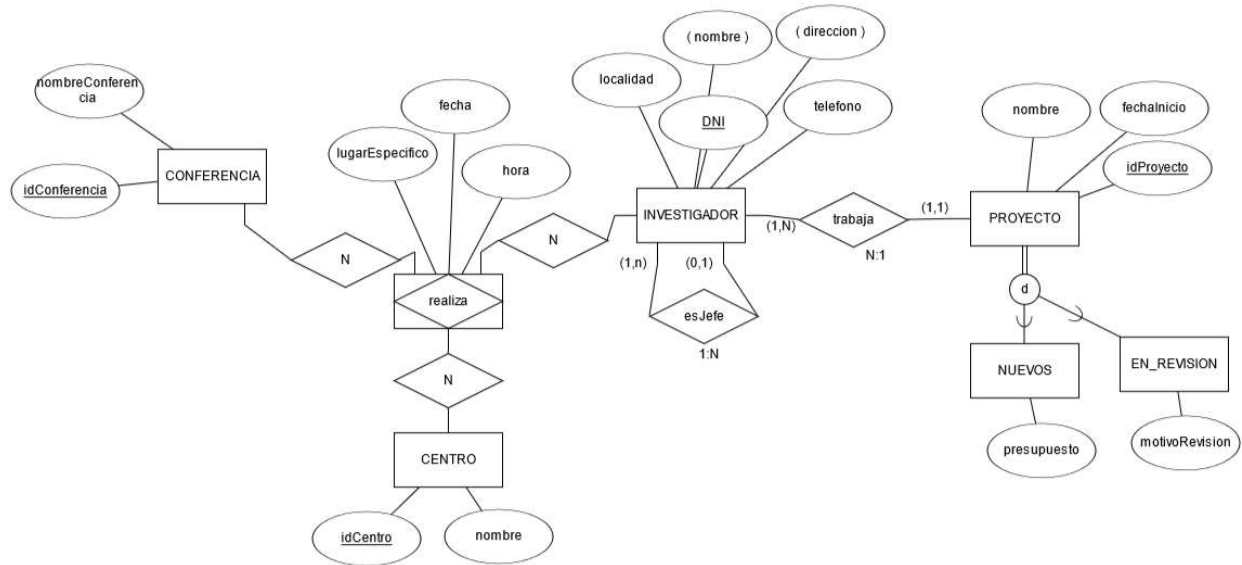 ( nombre )
( direccion )
localidad
DNI
telefono
nombreConferen
cia
fecha
lugarEspecifico
hora
nombre
fechaInicio
idProyecto
idConferencia
CONFERENCIA
INVESTIGADOR
(1,N)
trabaja
(1,1)
N:1
PROYECTO
N
N
(1,n)
(0,1)
realiza
esJefe
1:N
d
NUEVOS
EN_REVISION
N
presupuesto
motivoRevision
CENTRO
idCentro
nombre